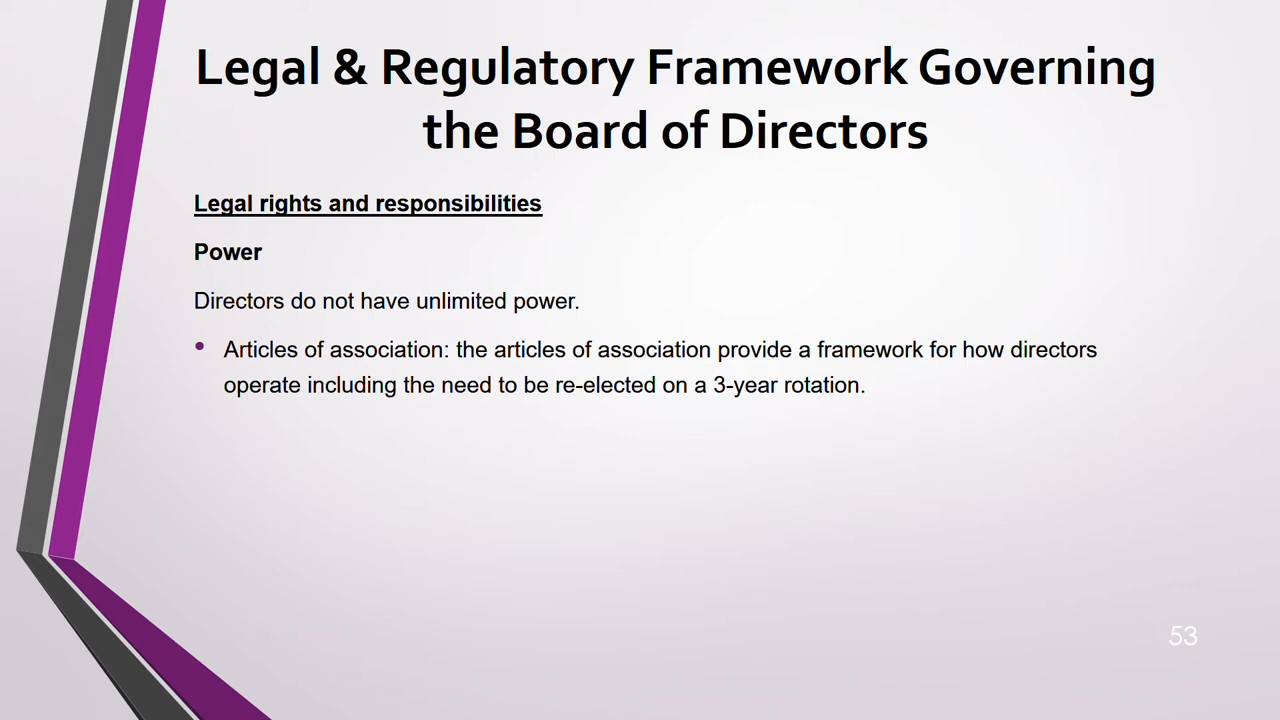 Legal & Regulatory Framework Governing
the Board of Directors
Legal rights and responsibilities
Power
Directors do not have unlimited power.
• Articles of association: the articles of association provide a framework for how directors
operate including the need to be re-elected on a 3-year rotation.
53